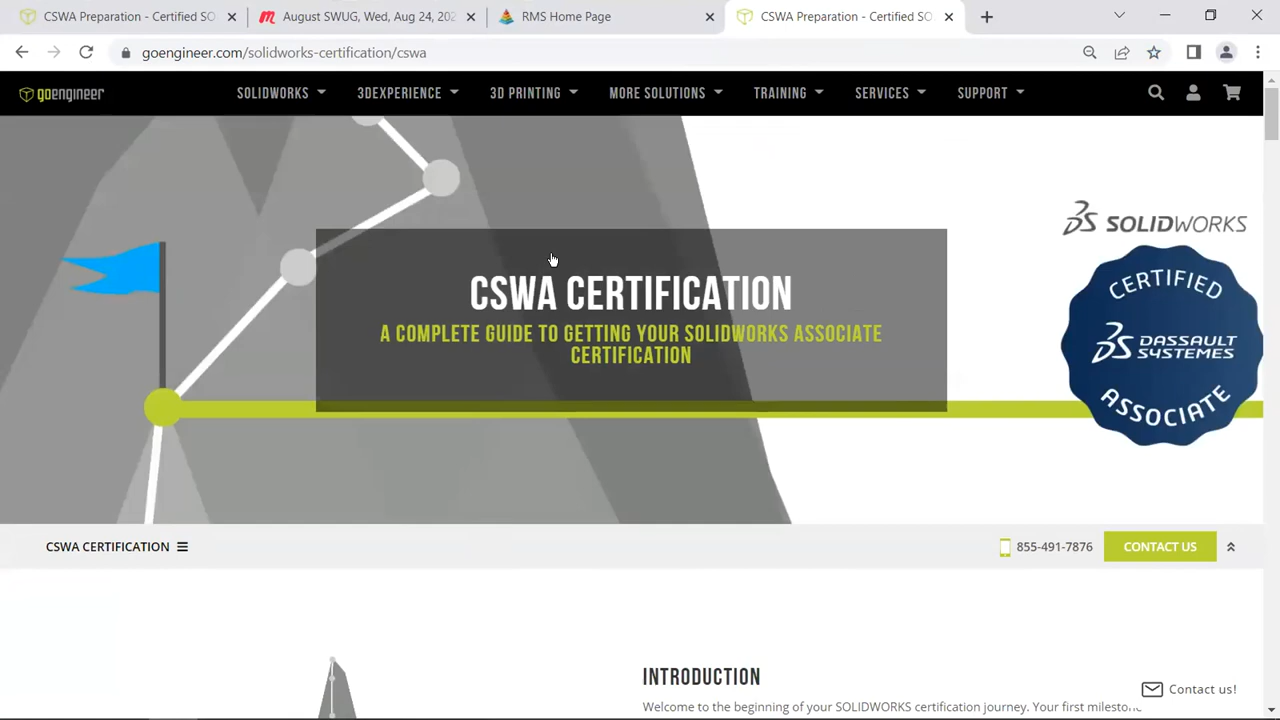 CSWA Preparation - Certified SO
August SWUG, Wed, Aug 24, 202
RMS Home Page
CSWA Preparation - Certified SO
goengineer.com/solidworks-certification/cswa
goengineer
SOLIDWORKS
3DEXPERIENCE
3D PRINTING
MORE SOLUTIONS
TRAINING
SERVICES
SUPPORT
SOLIDWORKS
CERTIFIED
DASSAULT
SYSTEMES
ASSOCIATE
CSWA CERTIFICATION
A COMPLETE GUIDE TO GETTING YOUR SOLIDWORKS ASSOCIATE
CERTIFICATION
CSWA CERTIFICATION
855-491-7876
CONTACT US
INTRODUCTION
Contact us!
Welcome to the beginning of your SOLIDWORKS certification journey. Your first milestone